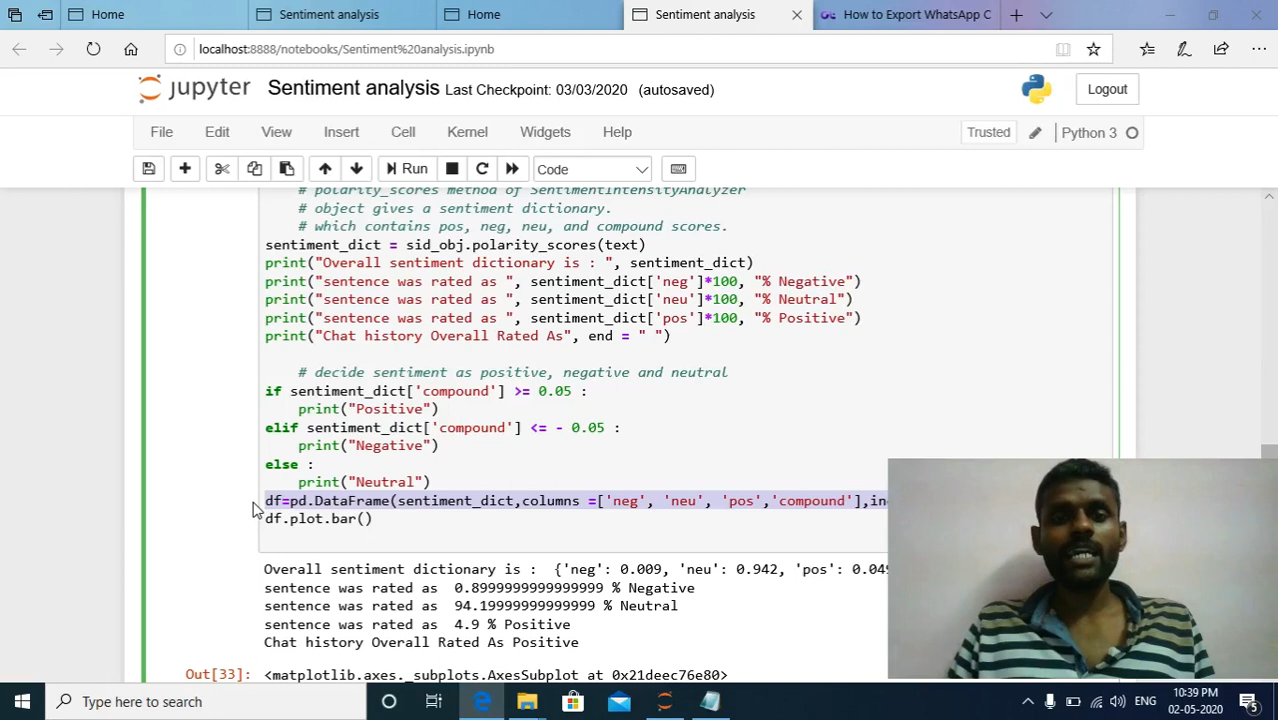 Home
Sentiment analysis
Home
Sentiment analysis
How to Export WhatsApp C
localhost:8888/notebooks/Sentiment%20analysis.ipynb
jupyter Sentiment analysis Last Checkpoint: 03/03/2020 (autosaved)
Logout
File Edit View Insert Cell Kernel Widgets Help
Trusted
Python 3
Run
Code
# polarity_scores method of SentimentIntensityAnalyzer
# object gives a sentiment dictionary.
# which contains pos, neg, neu, and compound scores.
sentiment_dict = sid_obj.polarity_scores(text)
print("Overall sentiment dictionary is : ", sentiment_dict)
print("sentence was rated as ", sentiment_dict['neg']*100, "% Negative")
print("sentence was rated as ", sentiment_dict['neu']*100, "% Neutral")
print("sentence was rated as ", sentiment_dict['pos']*100, "% Positive")
print("Chat history Overall Rated As", end = " ")
# decide sentiment as positive, negative and neutral
if sentiment_dict['compound'] >= 0.05 :
print("Positive")
elif sentiment_dict['compound'] <= - 0.05 :
print("Negative")
else :
print("Neutral")
df=pd.DataFrame(sentiment_dict,columns =['neg', 'neu', 'pos','compound'],in
df.plot.bar()
Overall sentiment dictionary is :  {'neg': 0.009, 'neu': 0.942, 'pos': 0.049
sentence was rated as  0.8999999999999999 % Negative
sentence was rated as  94.19999999999999 % Neutral
sentence was rated as  4.9 % Positive
Chat history Overall Rated As Positive
Out[33]: <matplotlib.axes._subplots.AxesSubplot at 0x21deec76e80>
Type here to search
ENG
10:39 PM
02-05-2020
5